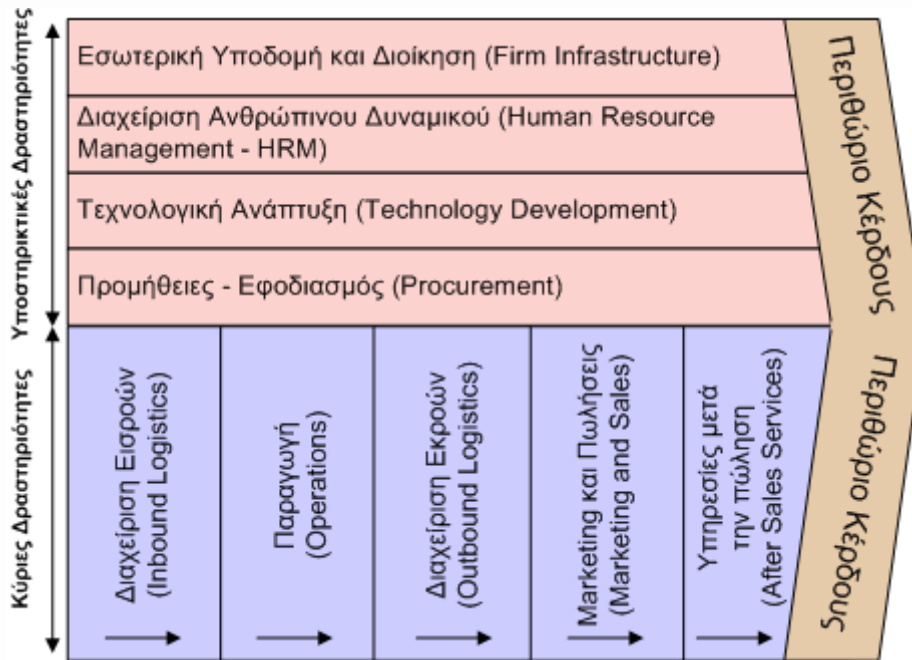 Υποστηρικτικές Δραστηριότητες
Εσωτερική Υποδομή και Διοίκηση (Firm Infrastructure)
Διαχείριση Ανθρώπινου Δυναμικού (Human Resource
Management - HRM)
Τεχνολογική Ανάπτυξη (Technology Development)
Προμήθειες - Εφοδιασμός (Procurement)
Περιθώριο Κέρδους
Κύριες Δραστηριότητες
Διαχείριση Εισροών
(Inbound Logistics)
Παραγωγή
(Operations)
Διαχείριση Εκροών
(Outbound Logistics)
Marketing και Πωλήσεις
(Marketing and Sales)
Υπηρεσίες μετά
την πώληση
(After Sales Services)
Περιθώριο Κέρδους